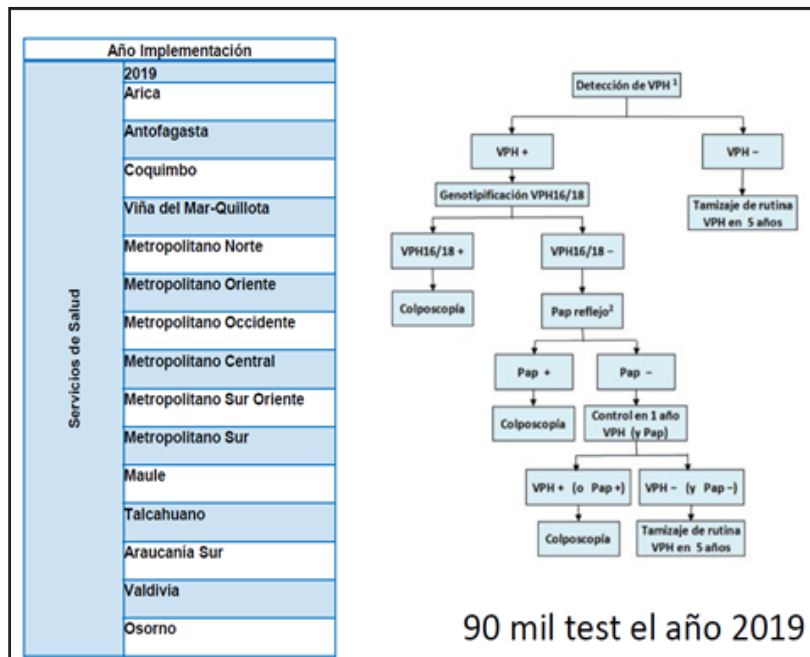 Año Implementación
Servicios de Salud
2019
Arica
Antofagasta
Coquimbo
Viña del Mar-Quillota
Metropolitano Norte
Metropolitano Oriente
Metropolitano Occidente
Metropolitano Central
Metropolitano Sur Oriente
Metropolitano Sur
Maule
Talcahuano
Araucania Sur
Valdivia
Osorno
Detección de VPH ¹
VPH +
VPH −
Genotipificación VPH16/18
Tamizaje de rutina
VPH en 5 años
VPH16/18 +
VPH16/18 −
Colposcopía
Pap reflejo²
Pap +
Pap −
Colposcopía
Control en 1 año
VPH (y Pap)
VPH + (o Pap +)
VPH − (y Pap −)
Colposcopía
Tamizaje de rutina
VPH en 5 años
90 mil test el año 2019